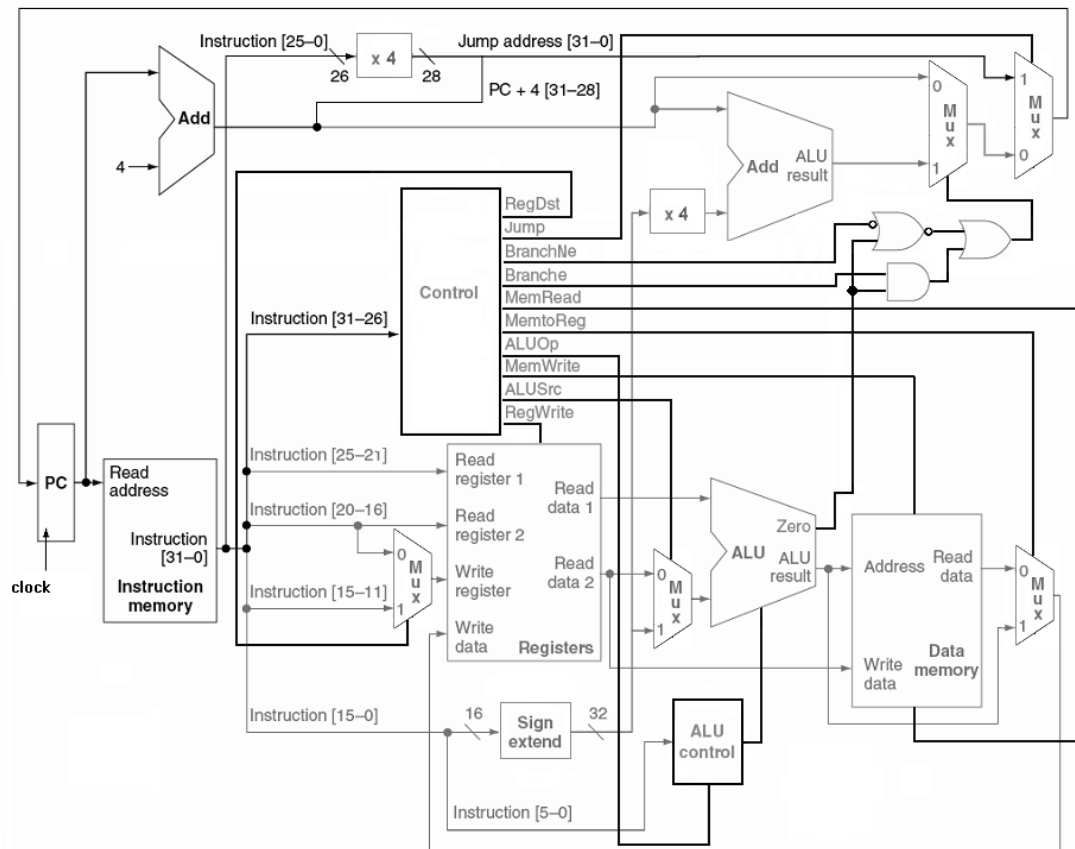 Instruction [25–0]
26
x 4
28
Jump address [31–0]
PC + 4 [31–28]
Add
4
0
M
u
x
1
1
M
u
x
0
Add
ALU
result
x 4
Control
RegDst
Jump
BranchNe
Branche
MemRead
MemtoReg
ALUOp
MemWrite
ALUSrc
RegWrite
Instruction [31–26]
PC
clock
Read
address
Instruction
[31–0]
Instruction
memory
Instruction [25–21]
Instruction [20–16]
Instruction [15–11]
0
M
u
x
1
Read
register 1
Read
register 2
Write
register
Write
data
Read
data 1
Read
data 2
Registers
0
M
u
x
1
Zero
ALU
ALU
result
Address
Read
data
Write
data
Data
memory
0
M
u
x
1
Instruction [15–0]
16
Sign
extend
32
ALU
control
Instruction [5–0]